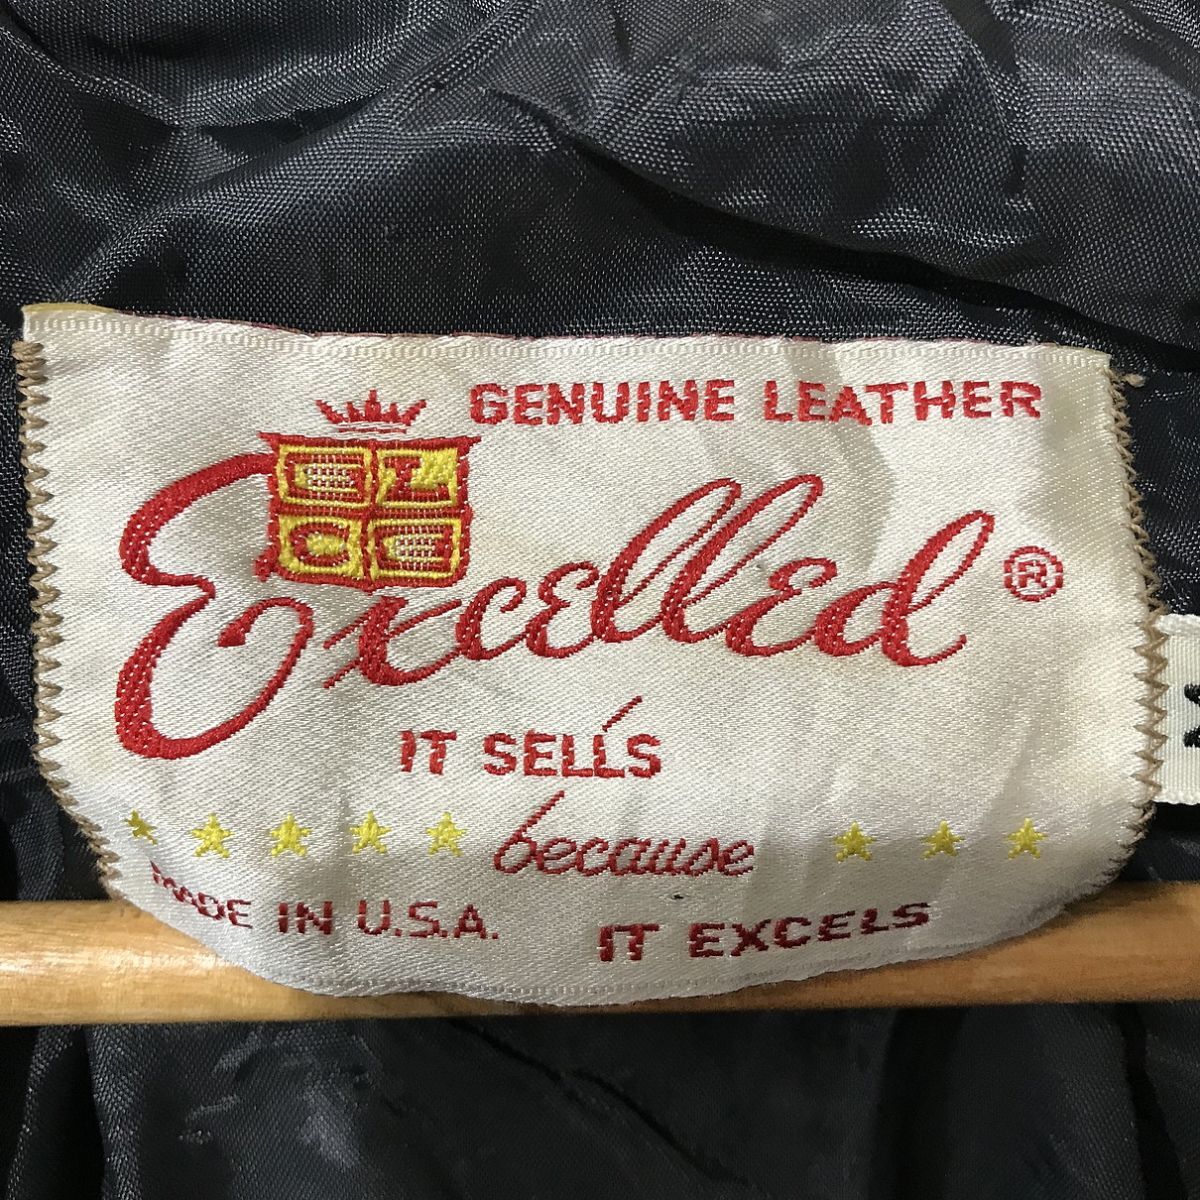 GENUINE LEATHER
Excelled®
IT SELLS
because
MADE IN U.S.A.
IT EXCELS